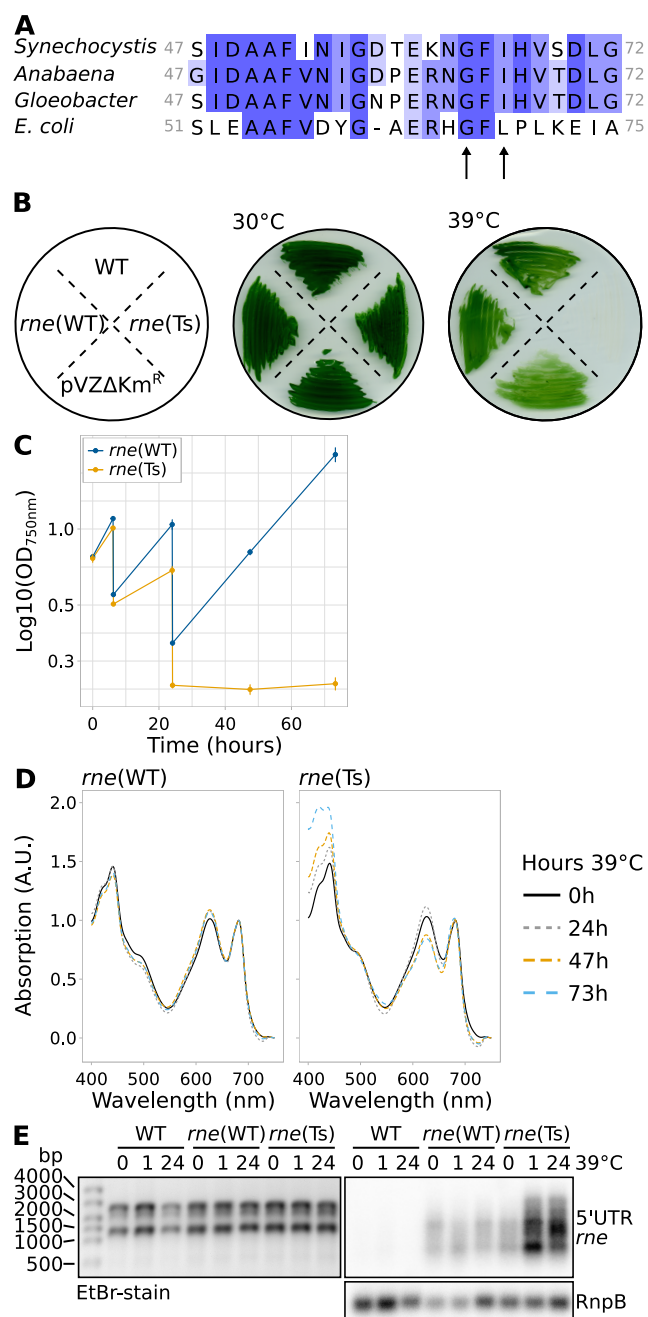 A
Synechocystis 47 SIDAAFINIGDTEKNGFIHVSDLG 72
Anabaena 47 GIDAAFVNIGDPERNGFIHVTDLG 72
Gloeobacter 47 SIDAAFVNIGNPERNGFIHVTDLG 72
E. coli 51 SLEAAFVDYG-AERHGFLPLKEIA 75
B
30°C 39°C
WT
rne(WT) rne(Ts)
pVZΔKmᴿ
C
rne(WT)
rne(Ts)
Log10(OD750nm)
1.0
0.5
0.3
0 20 40 60
Time (hours)
D
rne(WT) rne(Ts)
Absorption (A.U.)
2.0
1.5
1.0
0.5
0.0
400 500 600 700 400 500 600 700
Wavelength (nm) Wavelength (nm)
Hours 39°C
0h
24h
47h
73h
E
WT rne(WT) rne(Ts) WT rne(WT) rne(Ts)
bp 0 1 24 0 1 24 0 1 24 0 1 24 0 1 24 0 1 24 39°C
4000
3000
2000
1500
1000
500
5'UTR
rne
EtBr-stain
RnpB